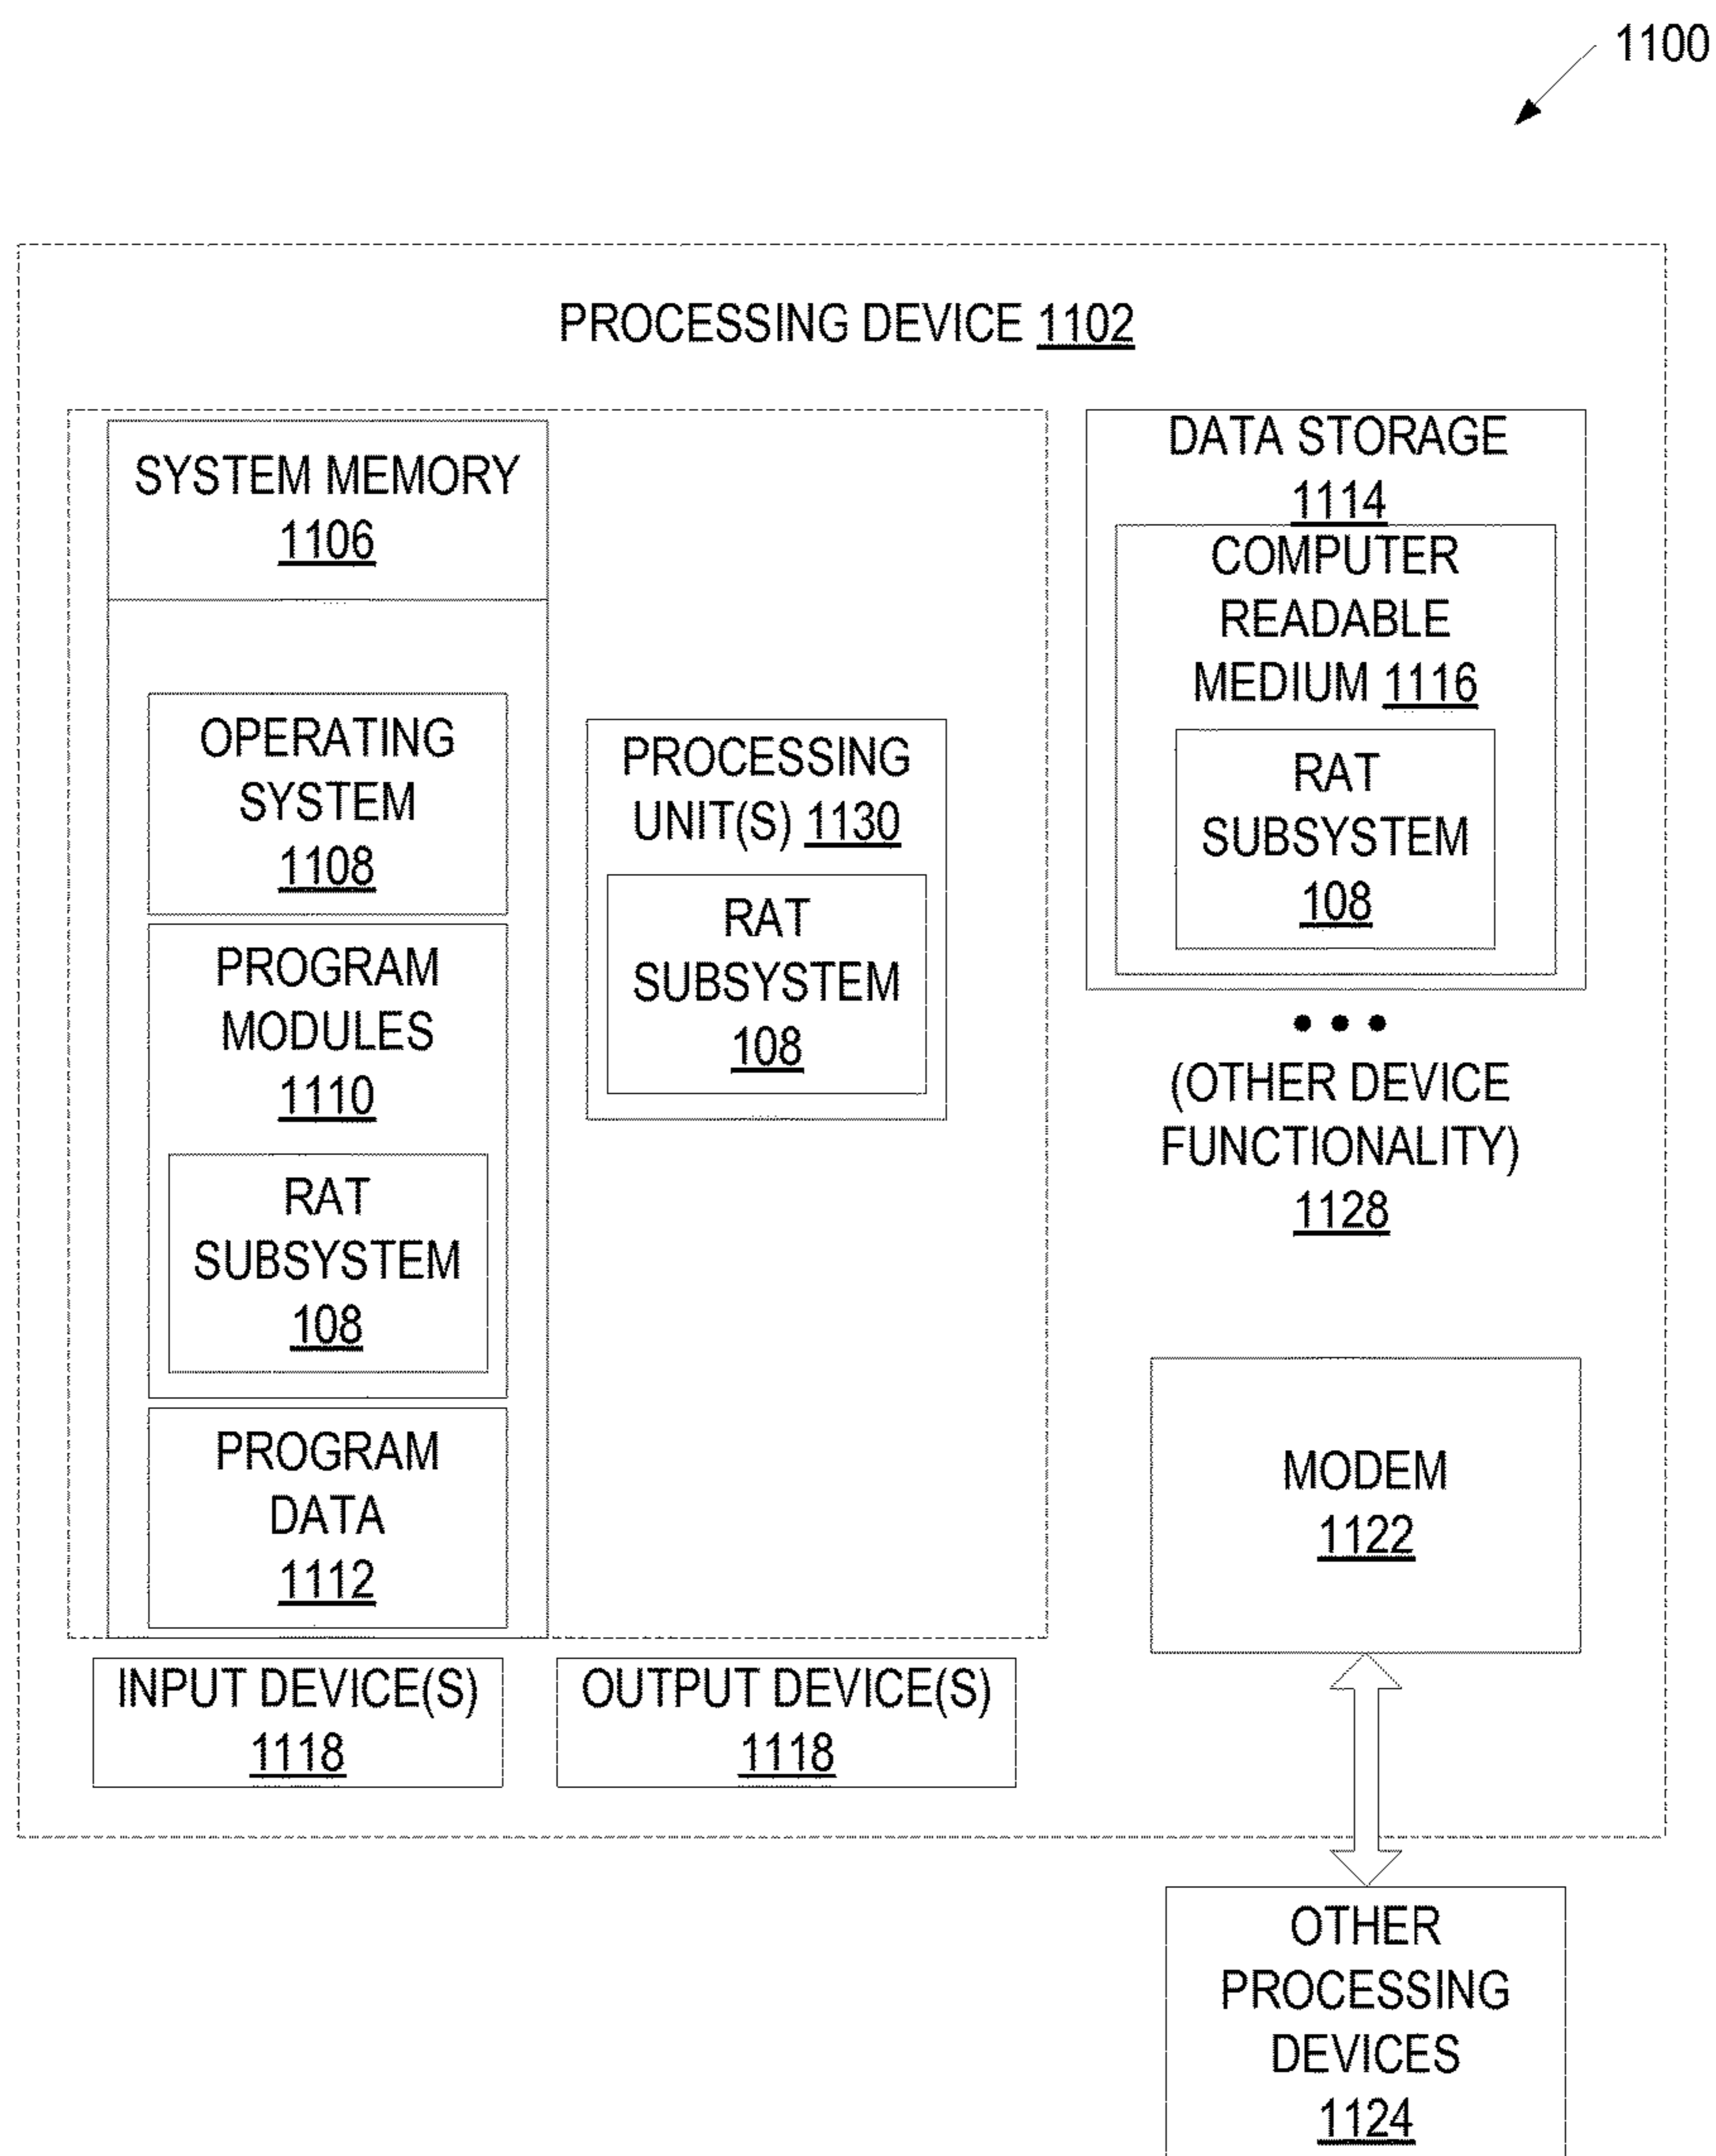 1100
PROCESSING DEVICE 1102
SYSTEM MEMORY
1106
OPERATING
SYSTEM
1108
PROGRAM
MODULES
1110
RAT
SUBSYSTEM
108
PROGRAM
DATA
1112
PROCESSING
UNIT(S) 1130
RAT
SUBSYSTEM
108
DATA STORAGE
1114
COMPUTER
READABLE
MEDIUM 1116
RAT
SUBSYSTEM
108
(OTHER DEVICE
FUNCTIONALITY)
1128
MODEM
1122
INPUT DEVICE(S)
1118
OUTPUT DEVICE(S)
1118
OTHER
PROCESSING
DEVICES
1124